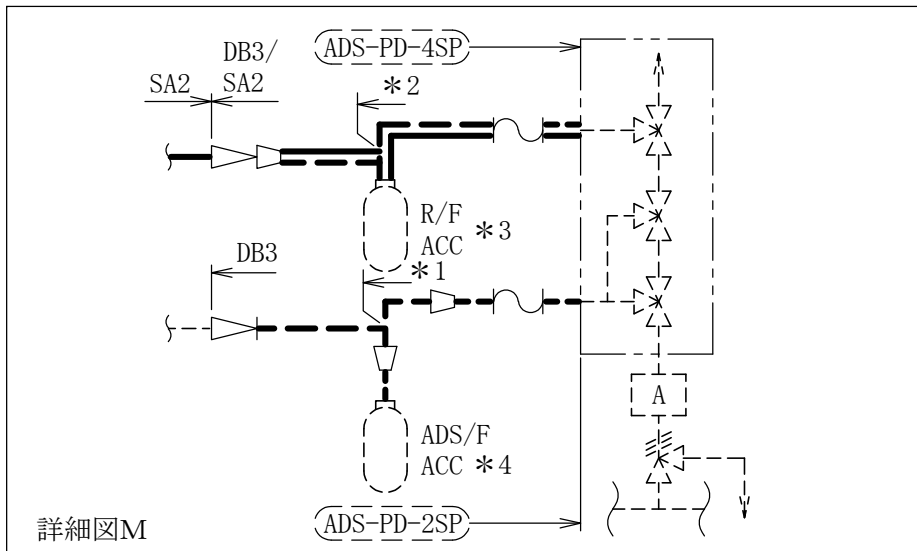 ADS-PD-4SP
DB3/
SA2
SA2
*2
R/F
ACC *3
DB3
*1
A
ADS/F
ACC *4
ADS-PD-2SP
詳細図M